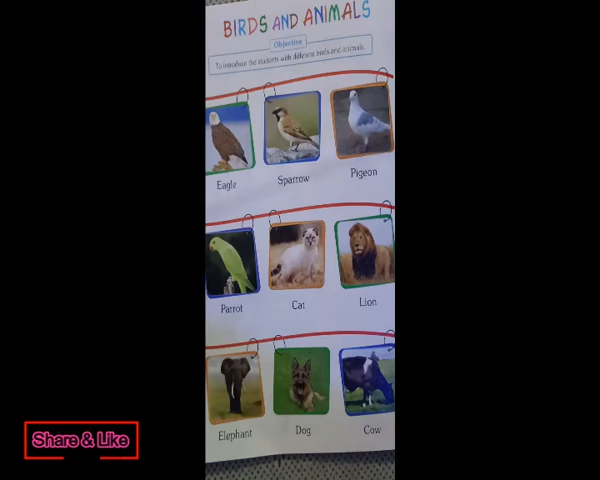 BIRDS AND ANIMALS
Objective
To introduce the students with different birds and animals.
Eagle
Sparrow
Pigeon
Parrot
Cat
Lion
Elephant
Dog
Cow
Share & Like